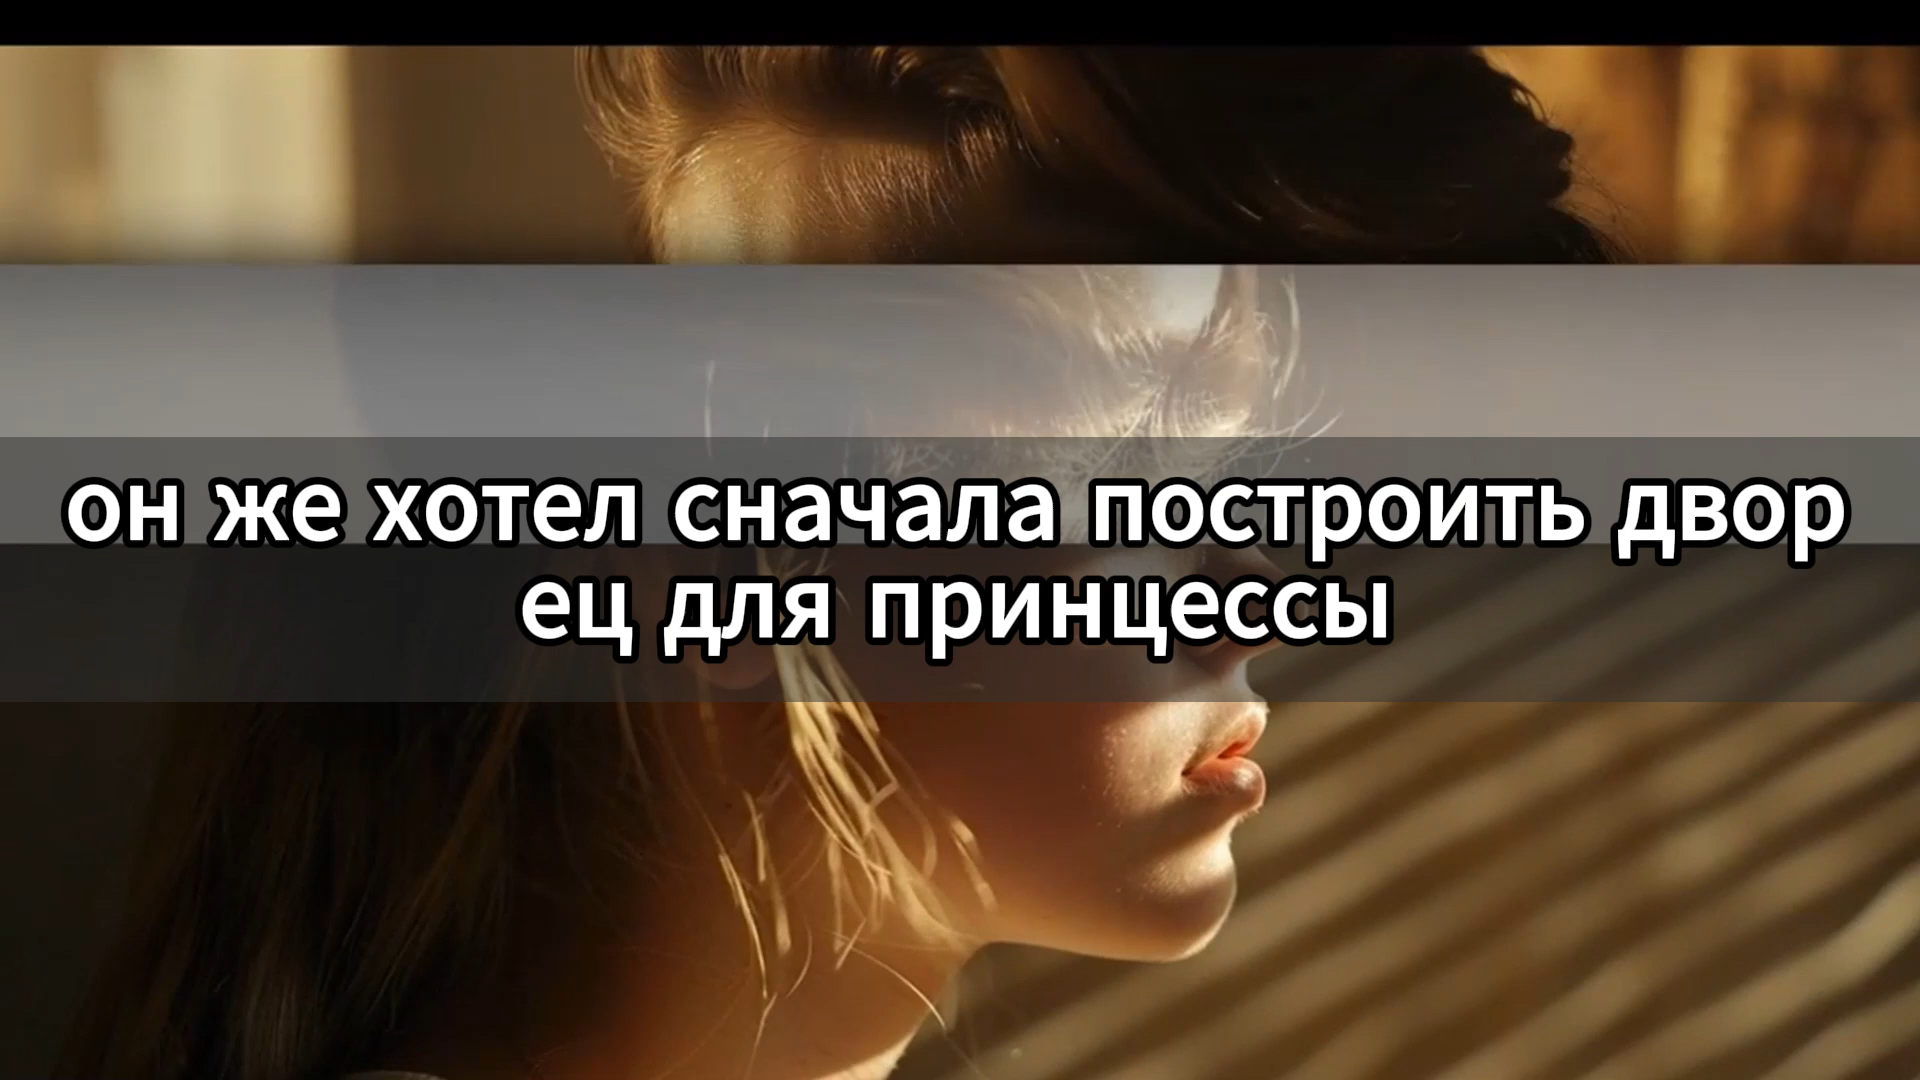 он же хотел сначала построить двор
ец для принцессы